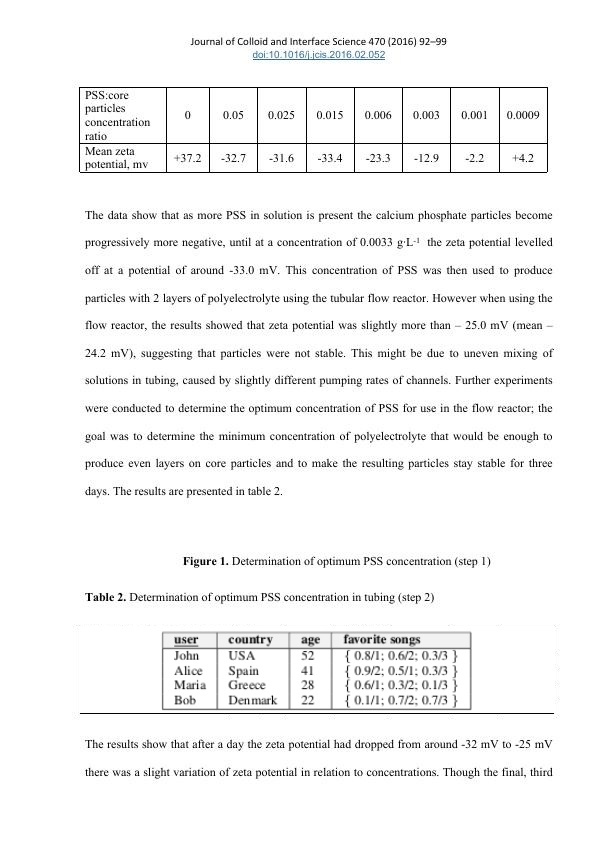 Journal of Colloid and Interface Science 470 (2016) 92–99
doi:10.1016/j.jcis.2016.02.052
PSS:core particles concentration ratio 0 0.05 0.025 0.015 0.006 0.003 0.001 0.0009
Mean zeta potential, mv +37.2 -32.7 -31.6 -33.4 -23.3 -12.9 -2.2 +4.2
The data show that as more PSS in solution is present the calcium phosphate particles become
progressively more negative, until at a concentration of 0.0033 g·L⁻¹ the zeta potential levelled
off at a potential of around -33.0 mV. This concentration of PSS was then used to produce
particles with 2 layers of polyelectrolyte using the tubular flow reactor. However when using the
flow reactor, the results showed that zeta potential was slightly more than – 25.0 mV (mean –
24.2 mV), suggesting that particles were not stable. This might be due to uneven mixing of
solutions in tubing, caused by slightly different pumping rates of channels. Further experiments
were conducted to determine the optimum concentration of PSS for use in the flow reactor; the
goal was to determine the minimum concentration of polyelectrolyte that would be enough to
produce even layers on core particles and to make the resulting particles stay stable for three
days. The results are presented in table 2.
Figure 1. Determination of optimum PSS concentration (step 1)
Table 2. Determination of optimum PSS concentration in tubing (step 2)
user country age favorite songs
John USA 52 { 0.8/1; 0.6/2; 0.3/3 }
Alice Spain 41 { 0.9/2; 0.5/1; 0.3/3 }
Maria Greece 28 { 0.6/1; 0.3/2; 0.1/3 }
Bob Denmark 22 { 0.1/1; 0.7/2; 0.7/3 }
The results show that after a day the zeta potential had dropped from around -32 mV to -25 mV
there was a slight variation of zeta potential in relation to concentrations. Though the final, third